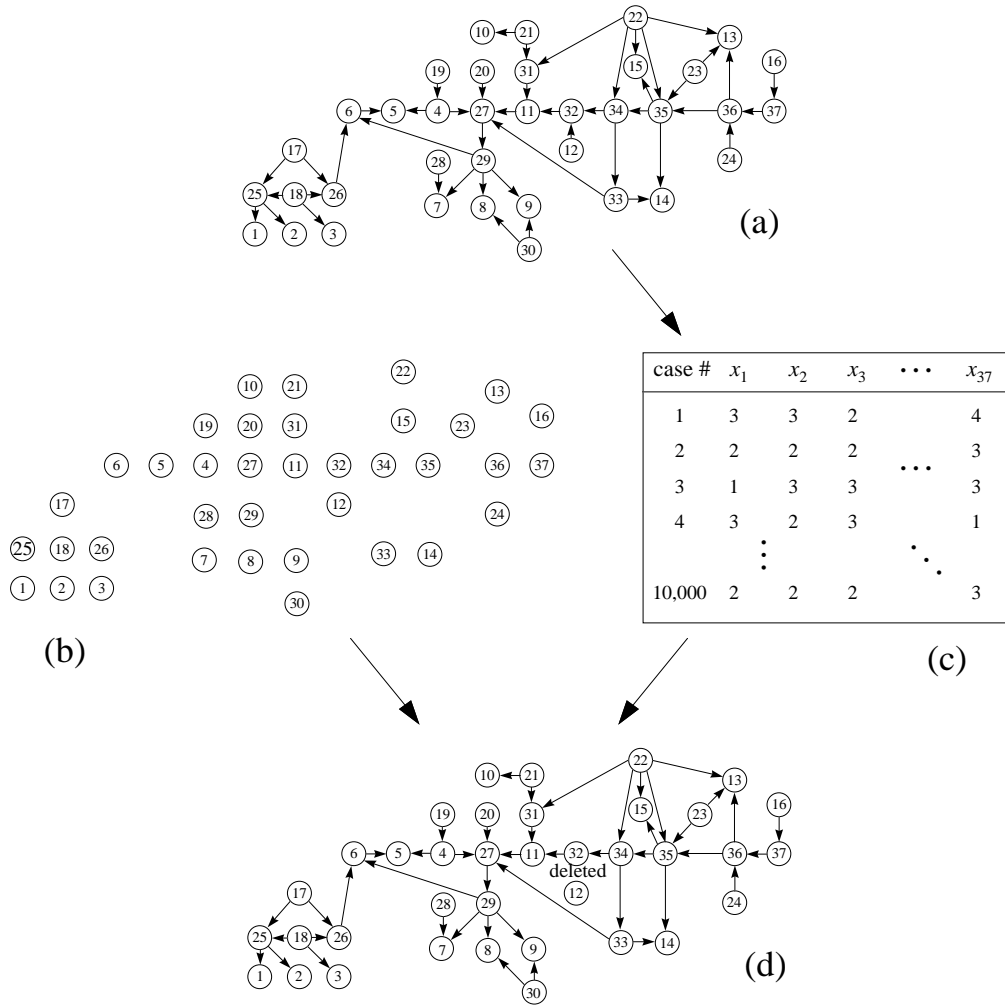 22
10 21 13
15 23 16
19 20 31
6 5 4 27 11 32 34 35 36 37
17 28 29 12 24
25 18 26
7 8 9 33 14
1 2 3
30
(a)
22
10 21 13
19 20 31 15 23 16
6 5 4 27 11 32 34 35 36 37
17 28 29 12 24
25 18 26
7 8 9 33 14
1 2 3
30
(b)
case # x1 x2 x3 • • • x37
1 3 3 2 4
2 2 2 2 3
• • •
3 1 3 3 3
4 3 2 3 1
10,000 2 2 2 3
(c)
22
10 21 13
15 23 16
19 20 31
6 5 4 27 11 32 34 35 36 37
deleted
17 28 29 12 24
25 18 26
7 8 9 33 14
1 2 3
30
(d)